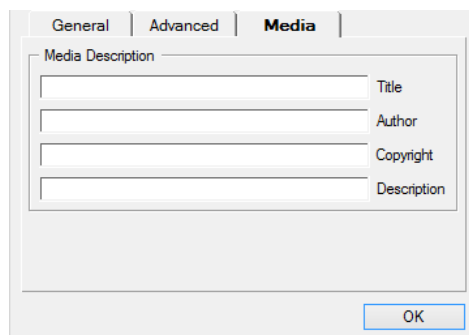 General Advanced Media
Media Description
Title
Author
Copyright
Description
OK